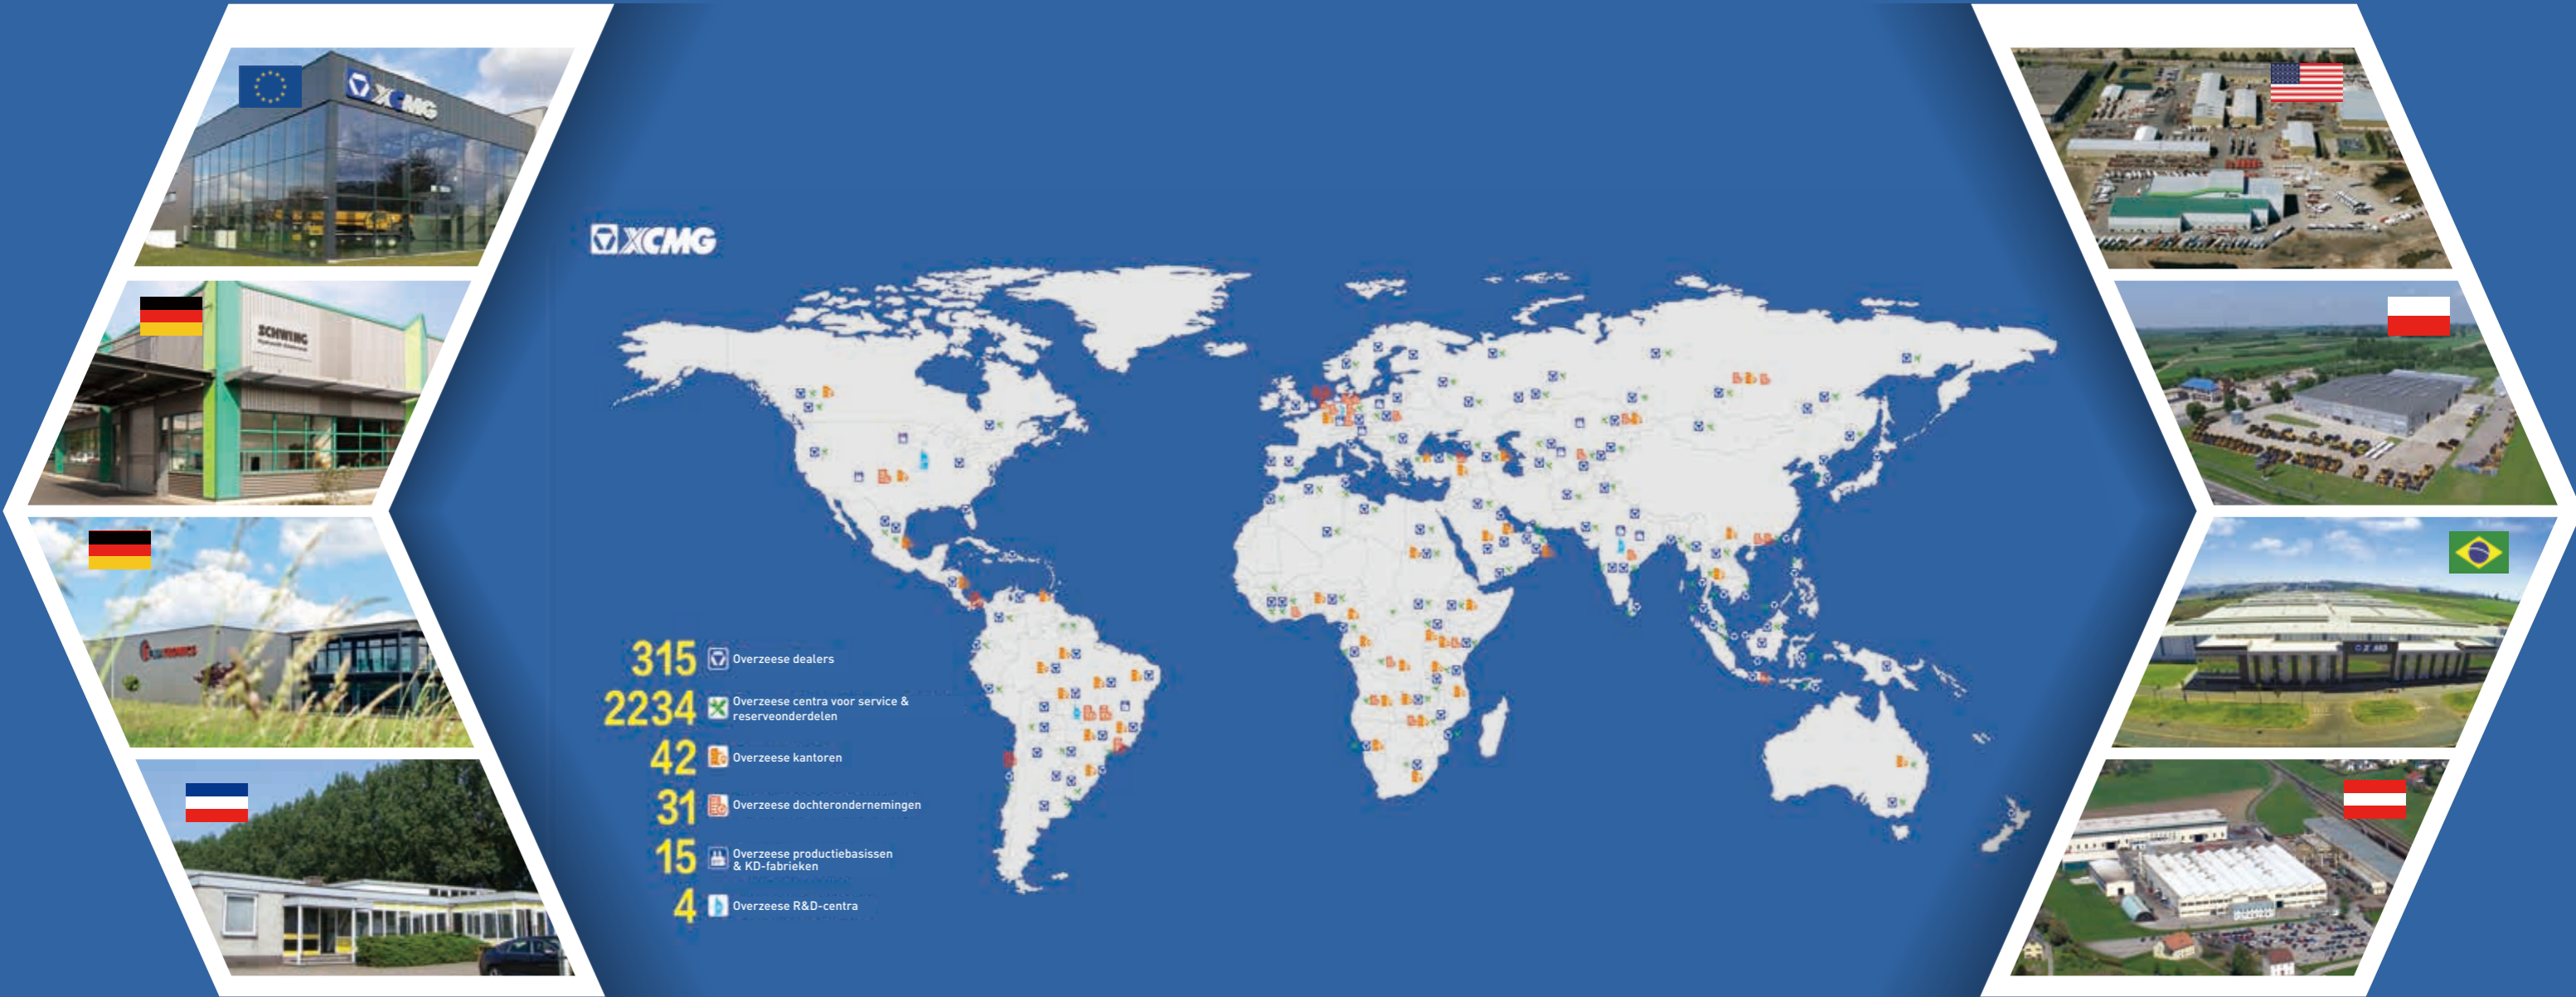 XCMG
SCHWING
XCMG
315
Overzeese dealers
2234
Overzeese centra voor service &
reserveonderdelen
42
Overzeese kantoren
31
Overzeese dochterondernemingen
15
Overzeese productiebasissen
& KD-fabrieken
4
Overzeese R&D-centra